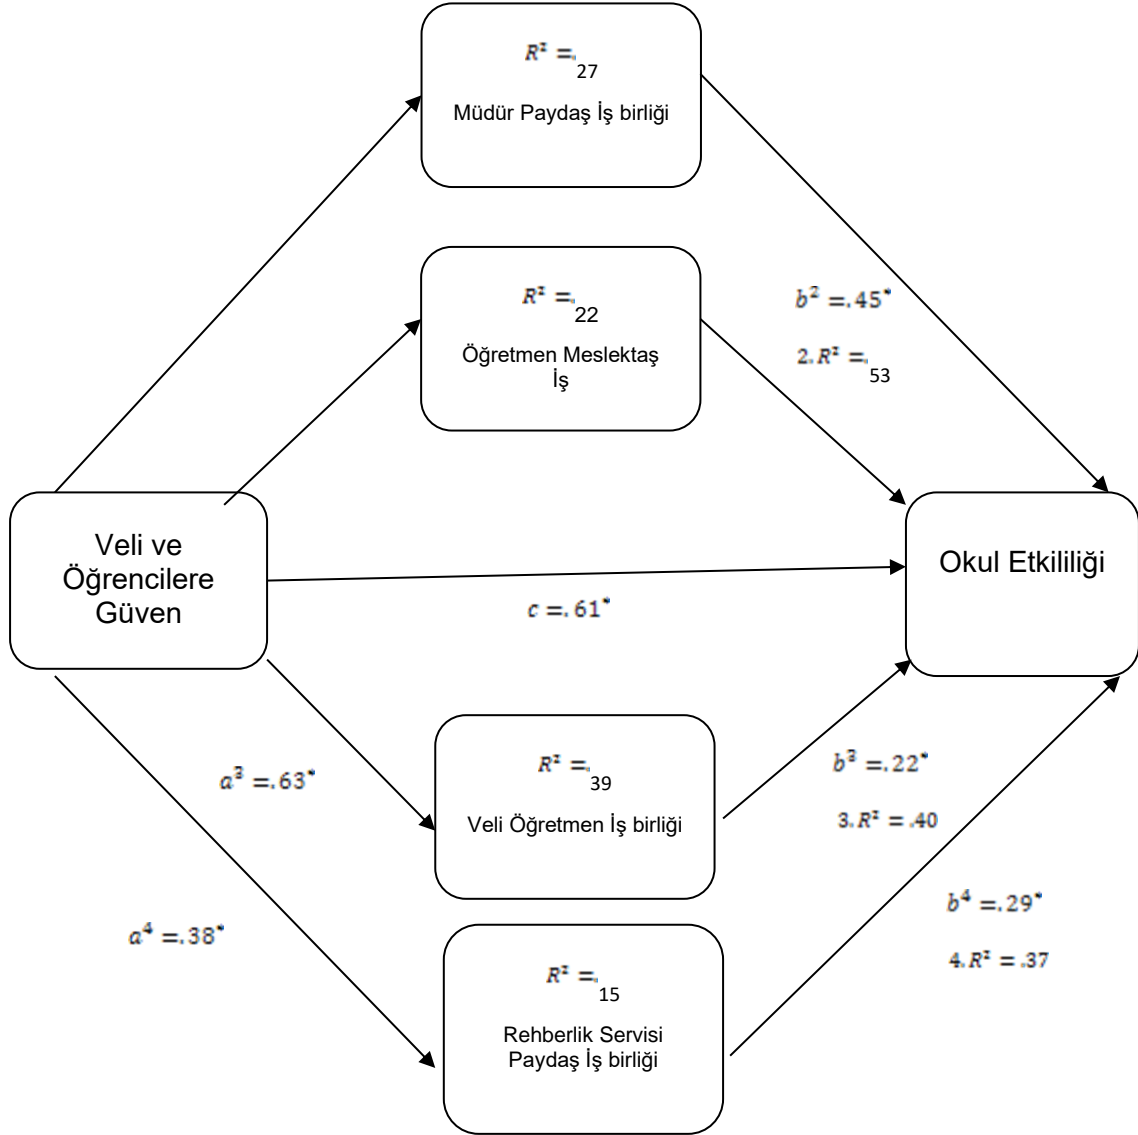 R² =.
27
Müdür Paydaş İş birliği
R² =.
22
Öğretmen Meslektaş
İş
b² =.45*
2. R² =.
53
Veli ve
Öğrencilere
Güven
Okul Etkililiği
c =. 61*
R² =.
39
Veli Öğretmen İş birliği
a³ =.63*
b³ =.22*
3. R² = .40
a⁴ =.38*
b⁴ =.29*
4. R² = .37
R² =.
15
Rehberlik Servisi
Paydaş İş birliği